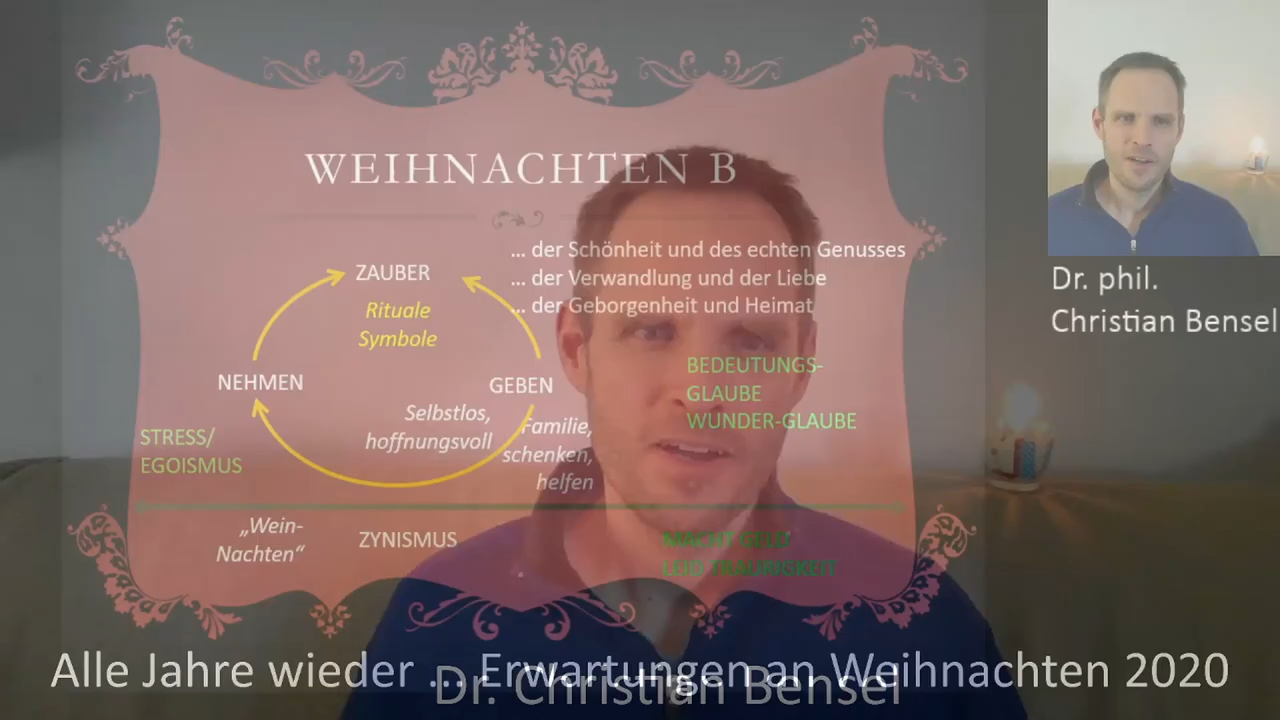 WEIHNACHTEN B
... der Schönheit und des echten Genusses
... der Verwandlung und der Liebe
... der Geborgenheit und Heimat
ZAUBER
Rituale
Symbole
NEHMEN
GEBEN
Selbstlos,
hoffnungsvoll
Familie,
schenken,
helfen
BEDEUTUNGS-
GLAUBE
WUNDER-GLAUBE
STRESS/
EGOISMUS
„Wein-
Nachten“
ZYNISMUS
MACHT GELD
LEID TRAURIGKEIT
Dr. phil.
Christian Bensel
Alle Jahre wieder ... Erwartungen an Weihnachten 2020
Dr. Christian Bensel